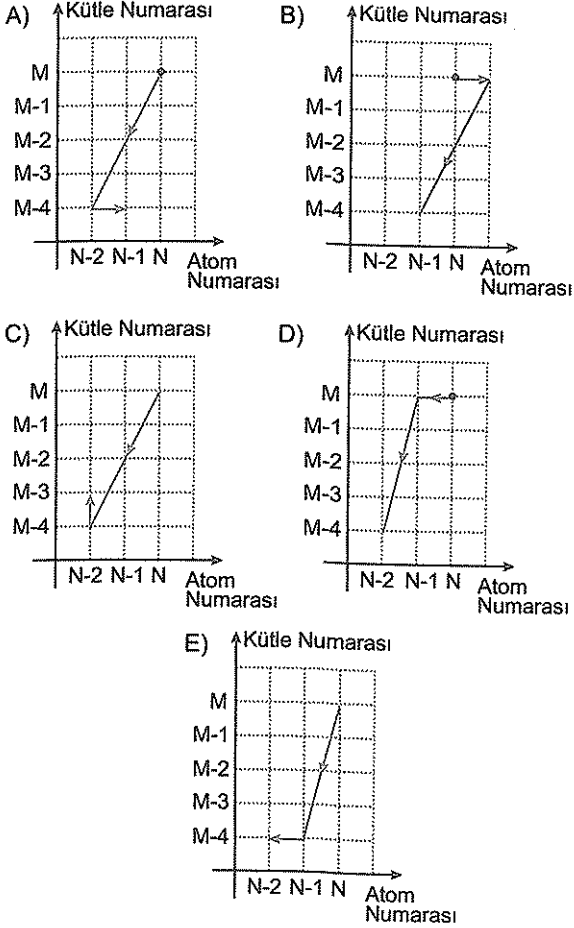 A)
Kütle Numarası
M
M-1
M-2
M-3
M-4
N-2 N-1 N Atom
Numarası
B)
Kütle Numarası
M
M-1
M-2
M-3
M-4
N-2 N-1 N Atom
Numarası
C)
Kütle Numarası
M
M-1
M-2
M-3
M-4
N-2 N-1 N Atom
Numarası
D)
Kütle Numarası
M
M-1
M-2
M-3
M-4
N-2 N-1 N Atom
Numarası
E)
Kütle Numarası
M
M-1
M-2
M-3
M-4
N-2 N-1 N Atom
Numarası